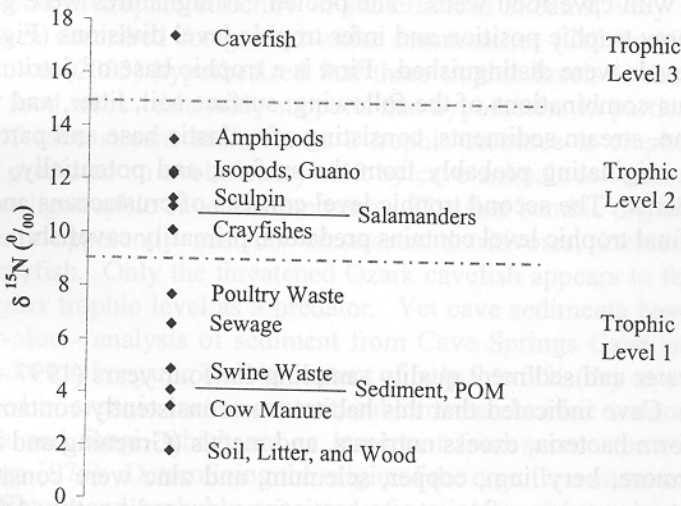 18
16
14
12
10
8
6
4
2
0
δ ¹⁵N (‰)
Cavefish
Trophic
Level 3
Amphipods
Isopods, Guano
Sculpin
Salamanders
Crayfishes
Trophic
Level 2
Poultry Waste
Sewage
Swine Waste
Sediment, POM
Cow Manure
Soil, Litter, and Wood
Trophic
Level 1